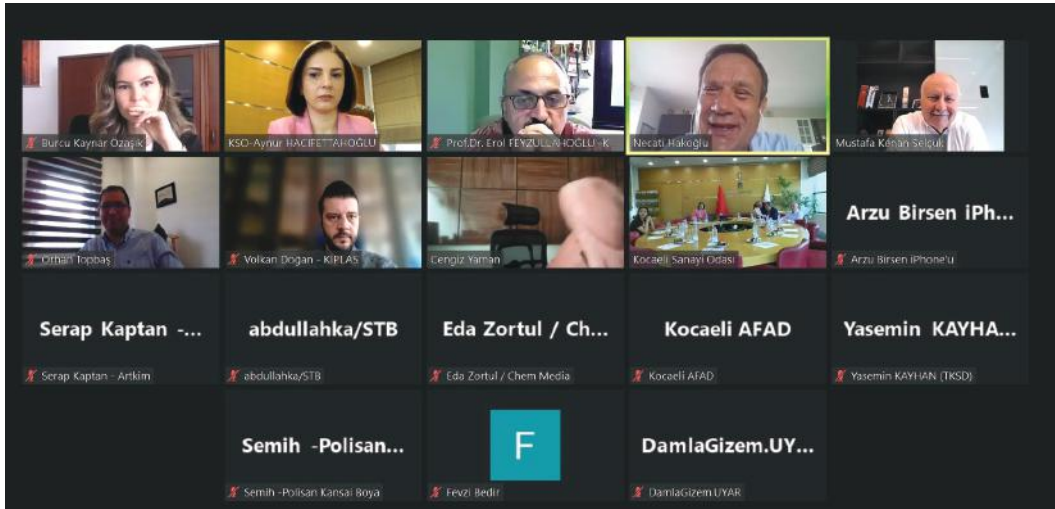 Burcu Kaynar Özaşik
KSO-Aynur HACIFETTAHOĞLU
Prof.Dr. Erol FEYZULLAHOĞLU -K
Necati Hakoğlu
Mustafa Kenan Selçuk
Orhan Topbaş
Volkan Doğan - KİPLAS
Cengiz Yaman
Kocaeli Sanayi Odası
Arzu Birsen iPh...
Arzu Birsen iPhone'u
Serap Kaptan -...
Serap Kaptan - Artkim
abdullahka/STB
abdullahka/STB
Eda Zortul / Ch...
Eda Zortul / Chem Media
Kocaeli AFAD
Kocaeli AFAD
Yasemin KAYHA...
Yasemin KAYHAN (TKSD)
Semih -Polisan...
Semih -Polisan Kansai Boya
F
Fevzi Bedir
DamlaGizem.UY...
DamlaGizem.UYAR